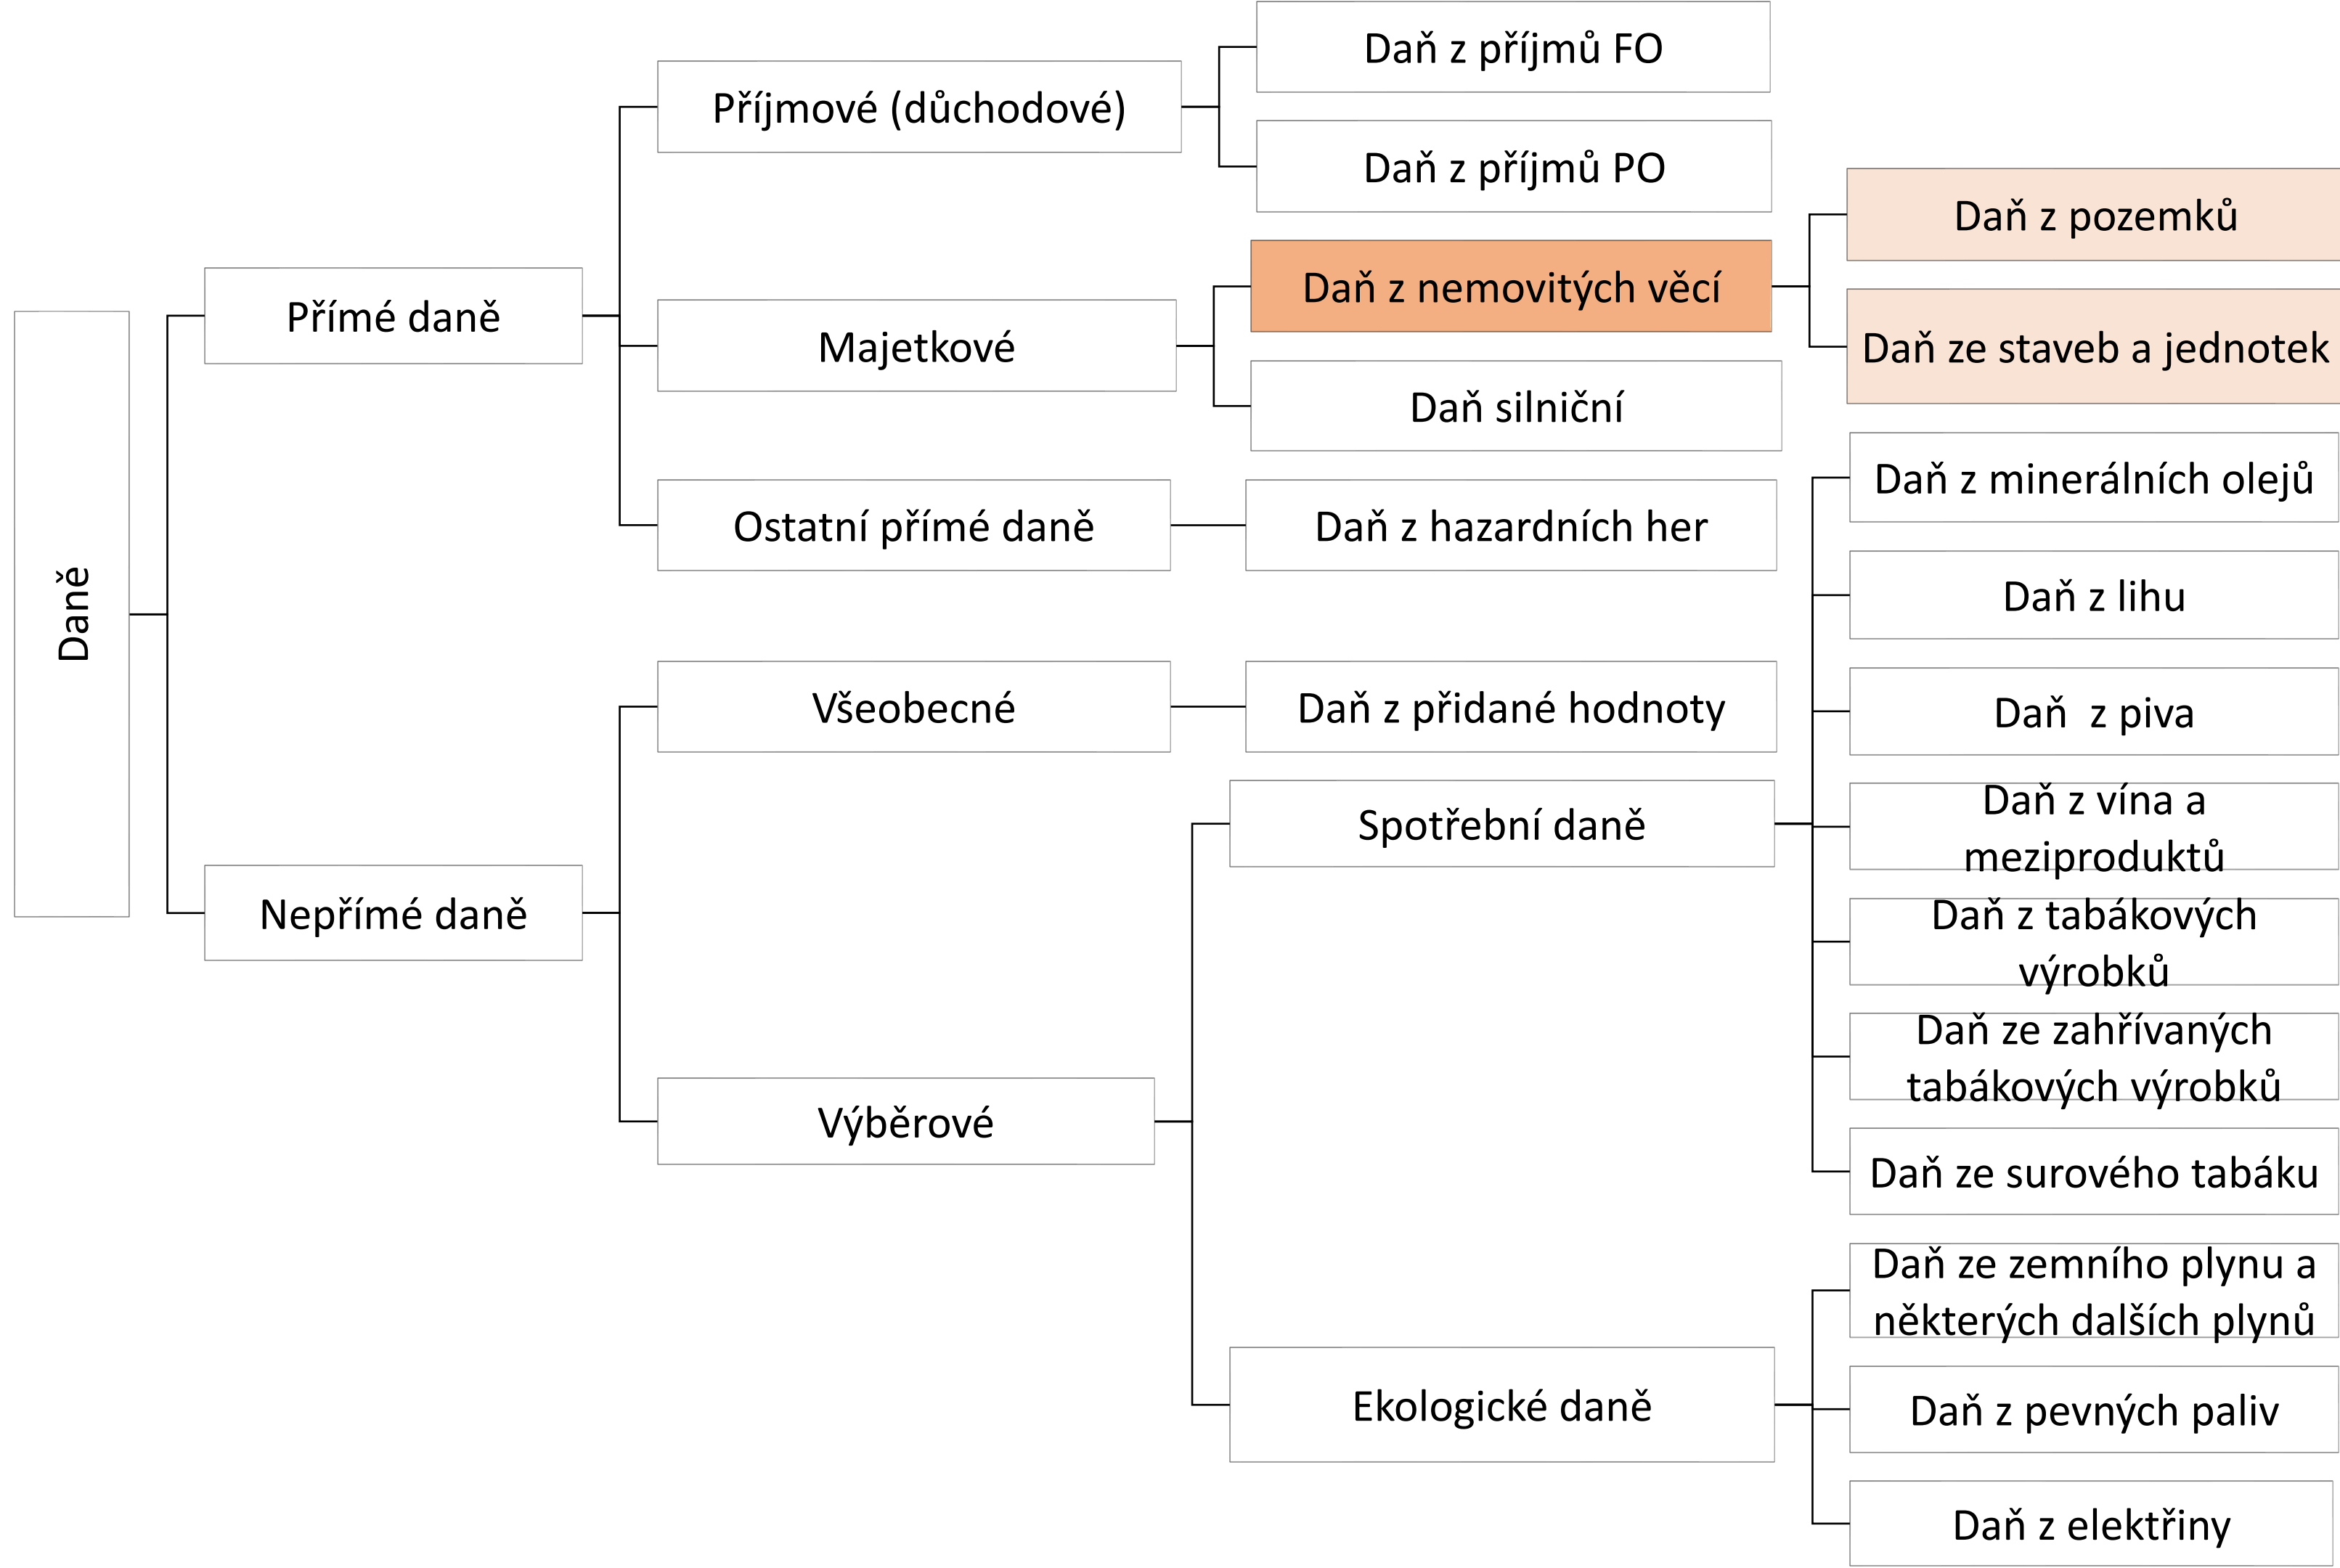 Daň z příjmů FO
Příjmové (důchodové)
Daň z příjmů PO
Daň z pozemků
Daň z nemovitých věcí
Přímé daně
Majetkové
Daň ze staveb a jednotek
Daň silniční
Daň z minerálních olejů
Ostatní přímé daně
Daň z hazardních her
Daň z lihu
Daně
Všeobecné
Daň z přidané hodnoty
Daň  z piva
Spotřební daně
Daň z vína a
meziproduktů
Nepřímé daně
Daň z tabákových
výrobků
Daň ze zahřívaných
tabákových výrobků
Výběrové
Daň ze surového tabáku
Daň ze zemního plynu a
některých dalších plynů
Ekologické daně
Daň z pevných paliv
Daň z elektřiny